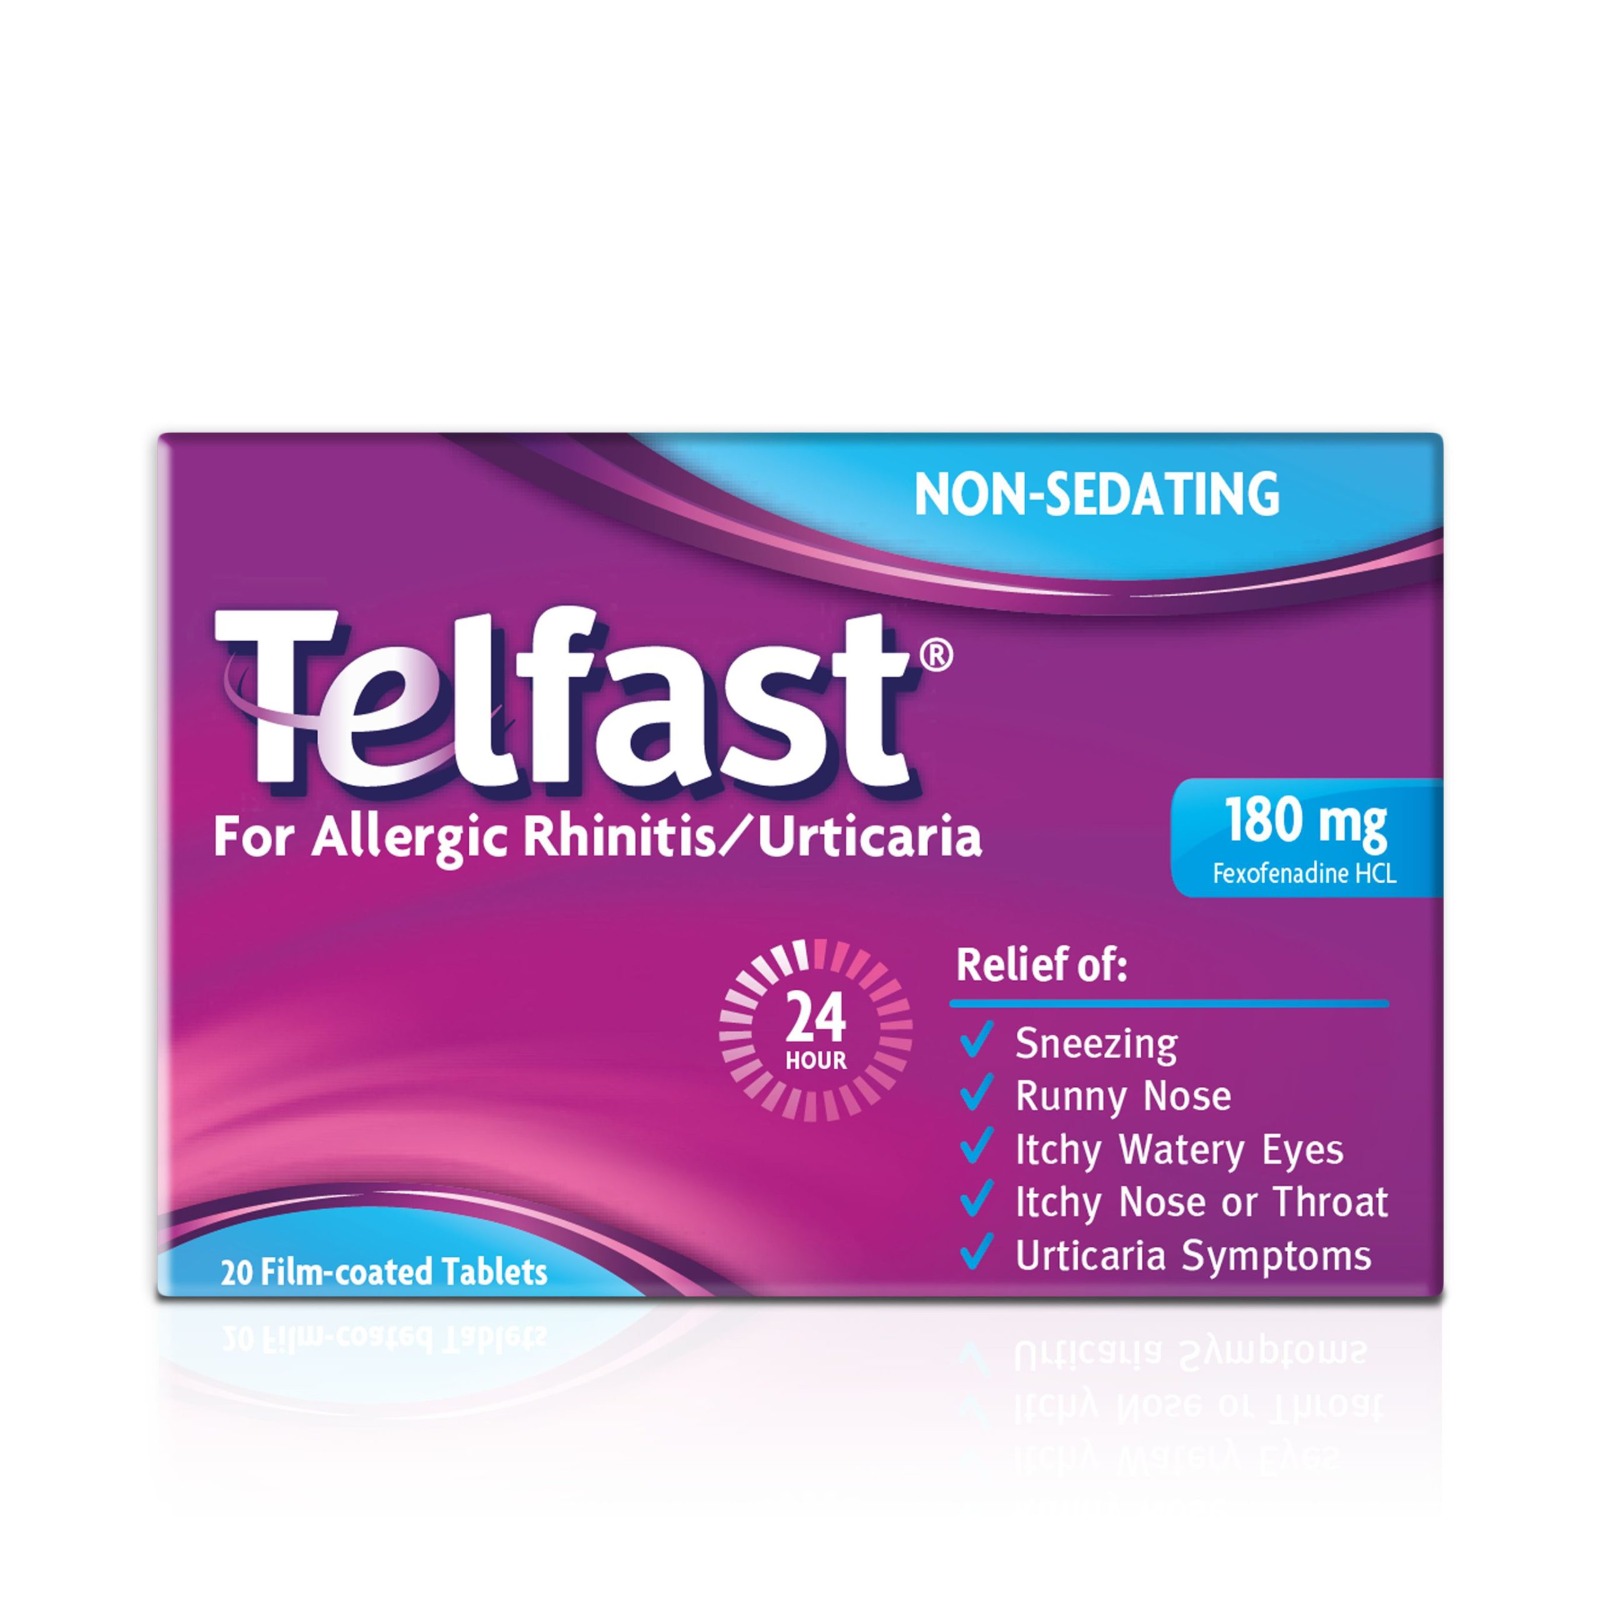 NON-SEDATING
Telfast®
For Allergic Rhinitis/Urticaria
180 mg
Fexofenadine HCL
24
HOUR
Relief of:
Sneezing
Runny Nose
Itchy Watery Eyes
Itchy Nose or Throat
Urticaria Symptoms
20 Film-coated Tablets